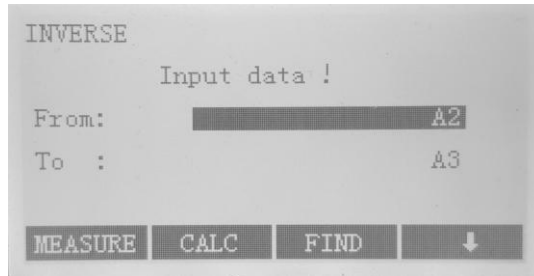 INVERSE
Input data !
From: A2
To : A3
MEASURE CALC FIND ⬇